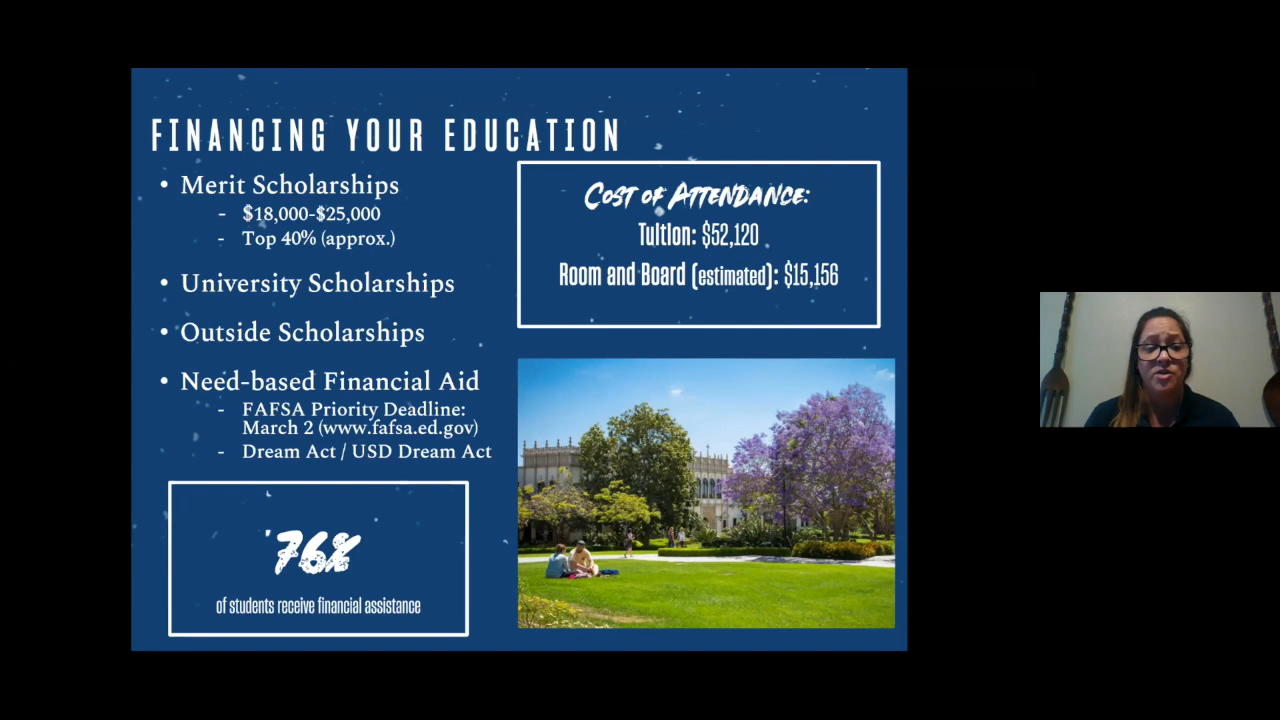 FINANCING YOUR EDUCATION
• Merit Scholarships
- $18,000-$25,000
- Top 40% (approx.)
• University Scholarships
• Outside Scholarships
• Need-based Financial Aid
- FAFSA Priority Deadline:
March 2 (www.fafsa.ed.gov)
- Dream Act / USD Dream Act
76%
of students receive financial assistance
Cost of Attendance:
Tuition: $52,120
Room and Board (estimated): $15,156